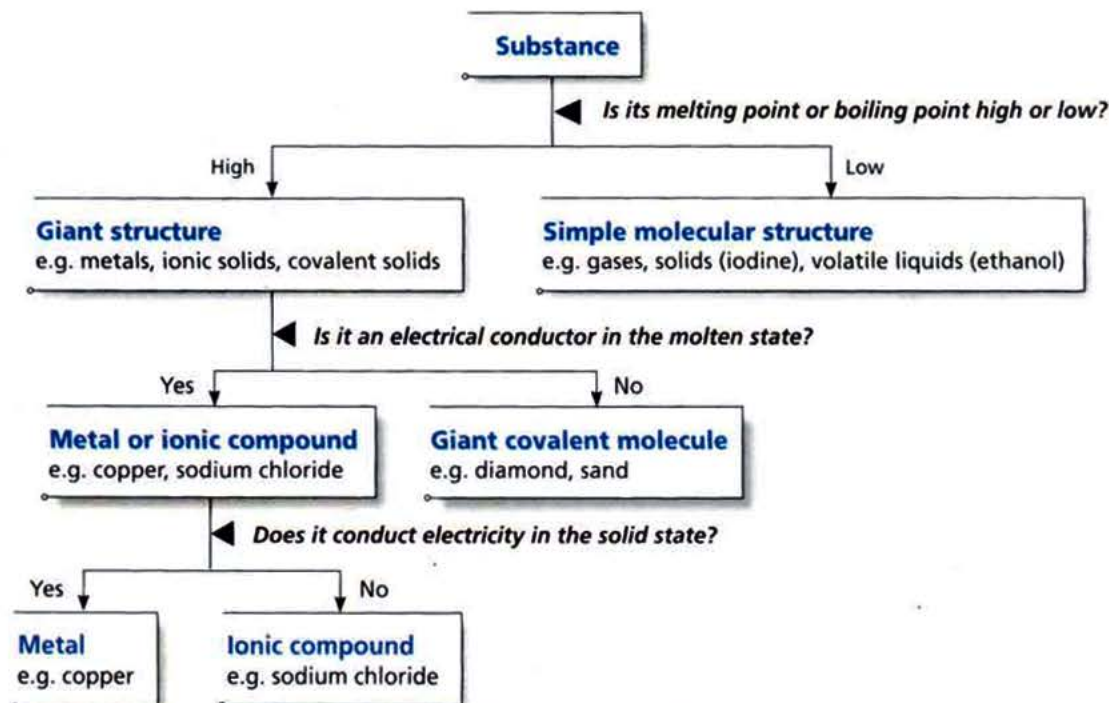 Substance
Is its melting point or boiling point high or low?
High
Low
Giant structure
e.g. metals, ionic solids, covalent solids
Simple molecular structure
e.g. gases, solids (iodine), volatile liquids (ethanol)
Is it an electrical conductor in the molten state?
Yes
No
Metal or ionic compound
e.g. copper, sodium chloride
Giant covalent molecule
e.g. diamond, sand
Does it conduct electricity in the solid state?
Yes
No
Metal
e.g. copper
Ionic compound
e.g. sodium chloride